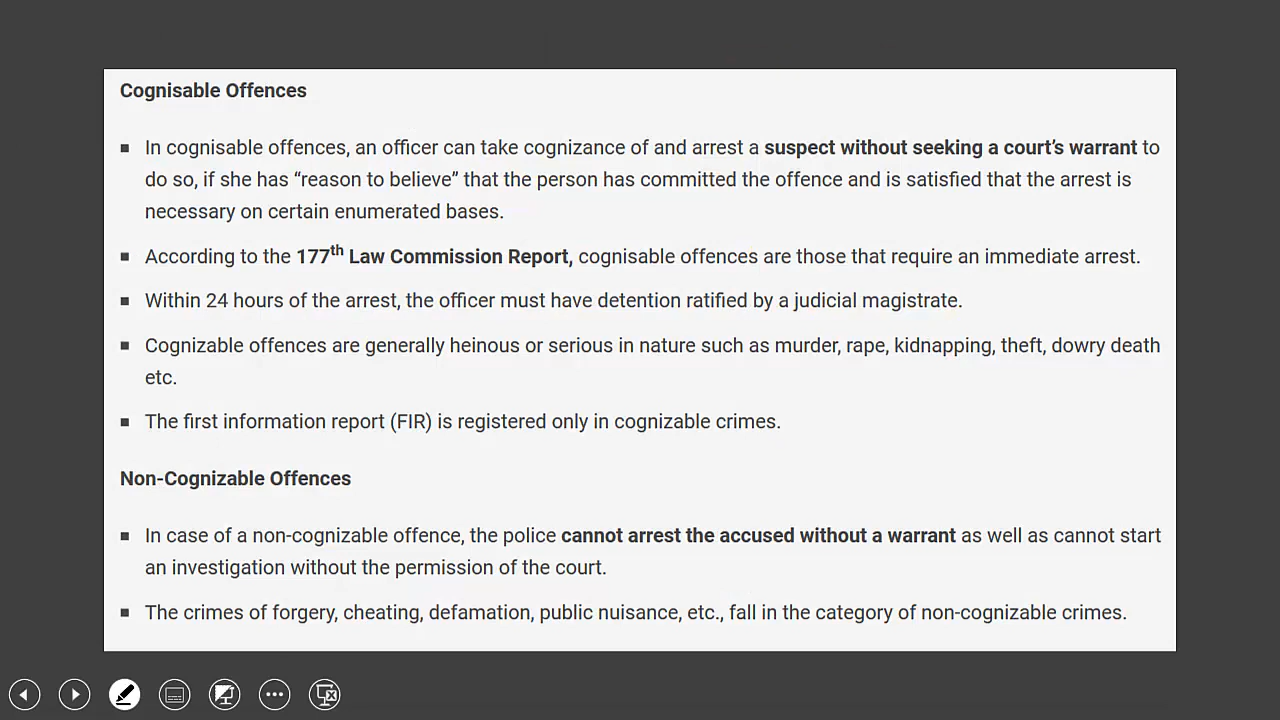 Cognisable Offences
▪ In cognisable offences, an officer can take cognizance of and arrest a suspect without seeking a court’s warrant to
do so, if she has “reason to believe” that the person has committed the offence and is satisfied that the arrest is
necessary on certain enumerated bases.
▪ According to the 177th Law Commission Report, cognisable offences are those that require an immediate arrest.
▪ Within 24 hours of the arrest, the officer must have detention ratified by a judicial magistrate.
▪ Cognizable offences are generally heinous or serious in nature such as murder, rape, kidnapping, theft, dowry death
etc.
▪ The first information report (FIR) is registered only in cognizable crimes.
Non-Cognizable Offences
▪ In case of a non-cognizable offence, the police cannot arrest the accused without a warrant as well as cannot start
an investigation without the permission of the court.
▪ The crimes of forgery, cheating, defamation, public nuisance, etc., fall in the category of non-cognizable crimes.